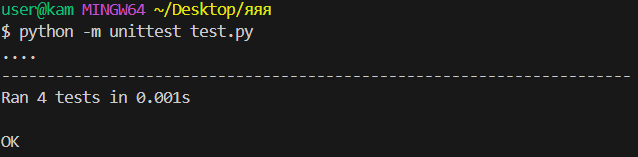 user@kam MINGW64 ~/Desktop/яяя
$ python -m unittest test.py
....
----------------------------------------------------------------------
Ran 4 tests in 0.001s
OK